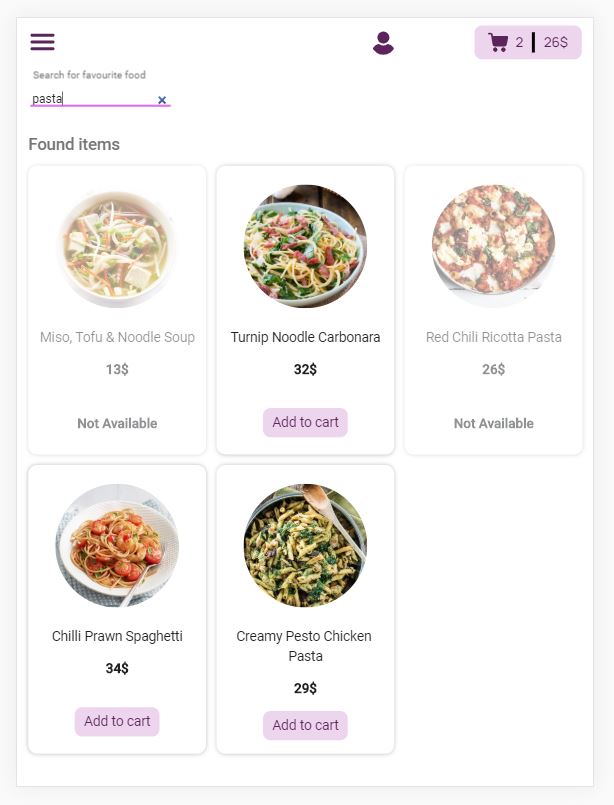 2 26$
Search for favourite food
pasta
Found items
Miso, Tofu & Noodle Soup
13$
Not Available
Turnip Noodle Carbonara
32$
Add to cart
Red Chili Ricotta Pasta
26$
Not Available
Chilli Prawn Spaghetti
34$
Add to cart
Creamy Pesto Chicken
Pasta
29$
Add to cart